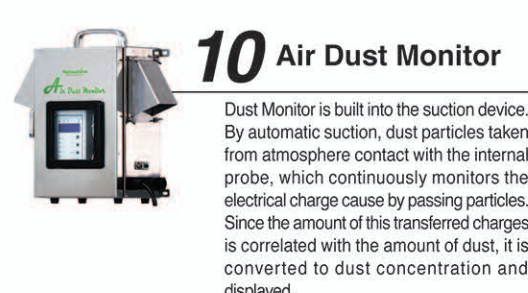 10 Air Dust Monitor
Air Dust Monitor
Dust Monitor is built into the suction device.
By automatic suction, dust particles taken
from atmosphere contact with the internal
probe, which continuously monitors the
electrical charge cause by passing particles.
Since the amount of this transferred charges
is correlated with the amount of dust, it is
converted to dust concentration and
displayed.